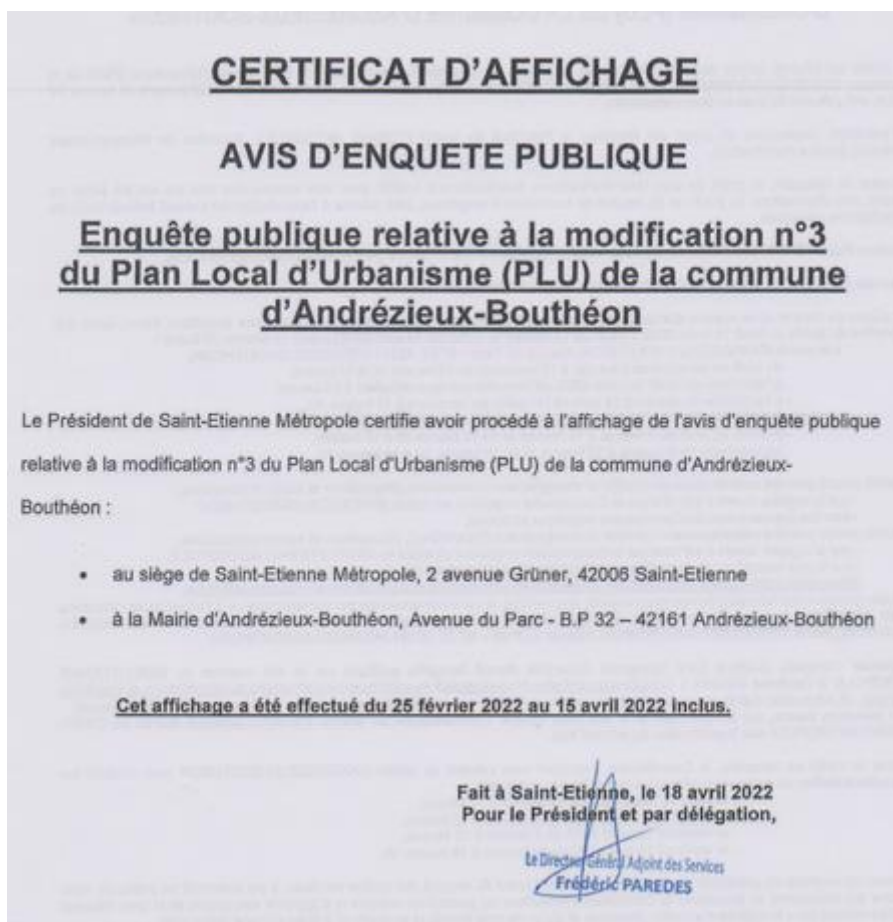 CERTIFICAT D'AFFICHAGE
AVIS D'ENQUETE PUBLIQUE
Enquête publique relative à la modification n°3
du Plan Local d'Urbanisme (PLU) de la commune
d'Andrézieux-Bouthéon
Le Président de Saint-Etienne Métropole certifie avoir procédé à l'affichage de l'avis d'enquête publique
relative à la modification n°3 du Plan Local d'Urbanisme (PLU) de la commune d'Andrézieux-
Bouthéon :
• au siège de Saint-Etienne Métropole, 2 avenue Grüner, 42006 Saint-Etienne
• à la Mairie d'Andrézieux-Bouthéon, Avenue du Parc - B.P 32 – 42161 Andrézieux-Bouthéon
Cet affichage a été effectué du 25 février 2022 au 15 avril 2022 inclus.
Fait à Saint-Etienne, le 18 avril 2022
Pour le Président et par délégation,
Le Directeur Général Adjoint des Services
Frédéric PAREDES